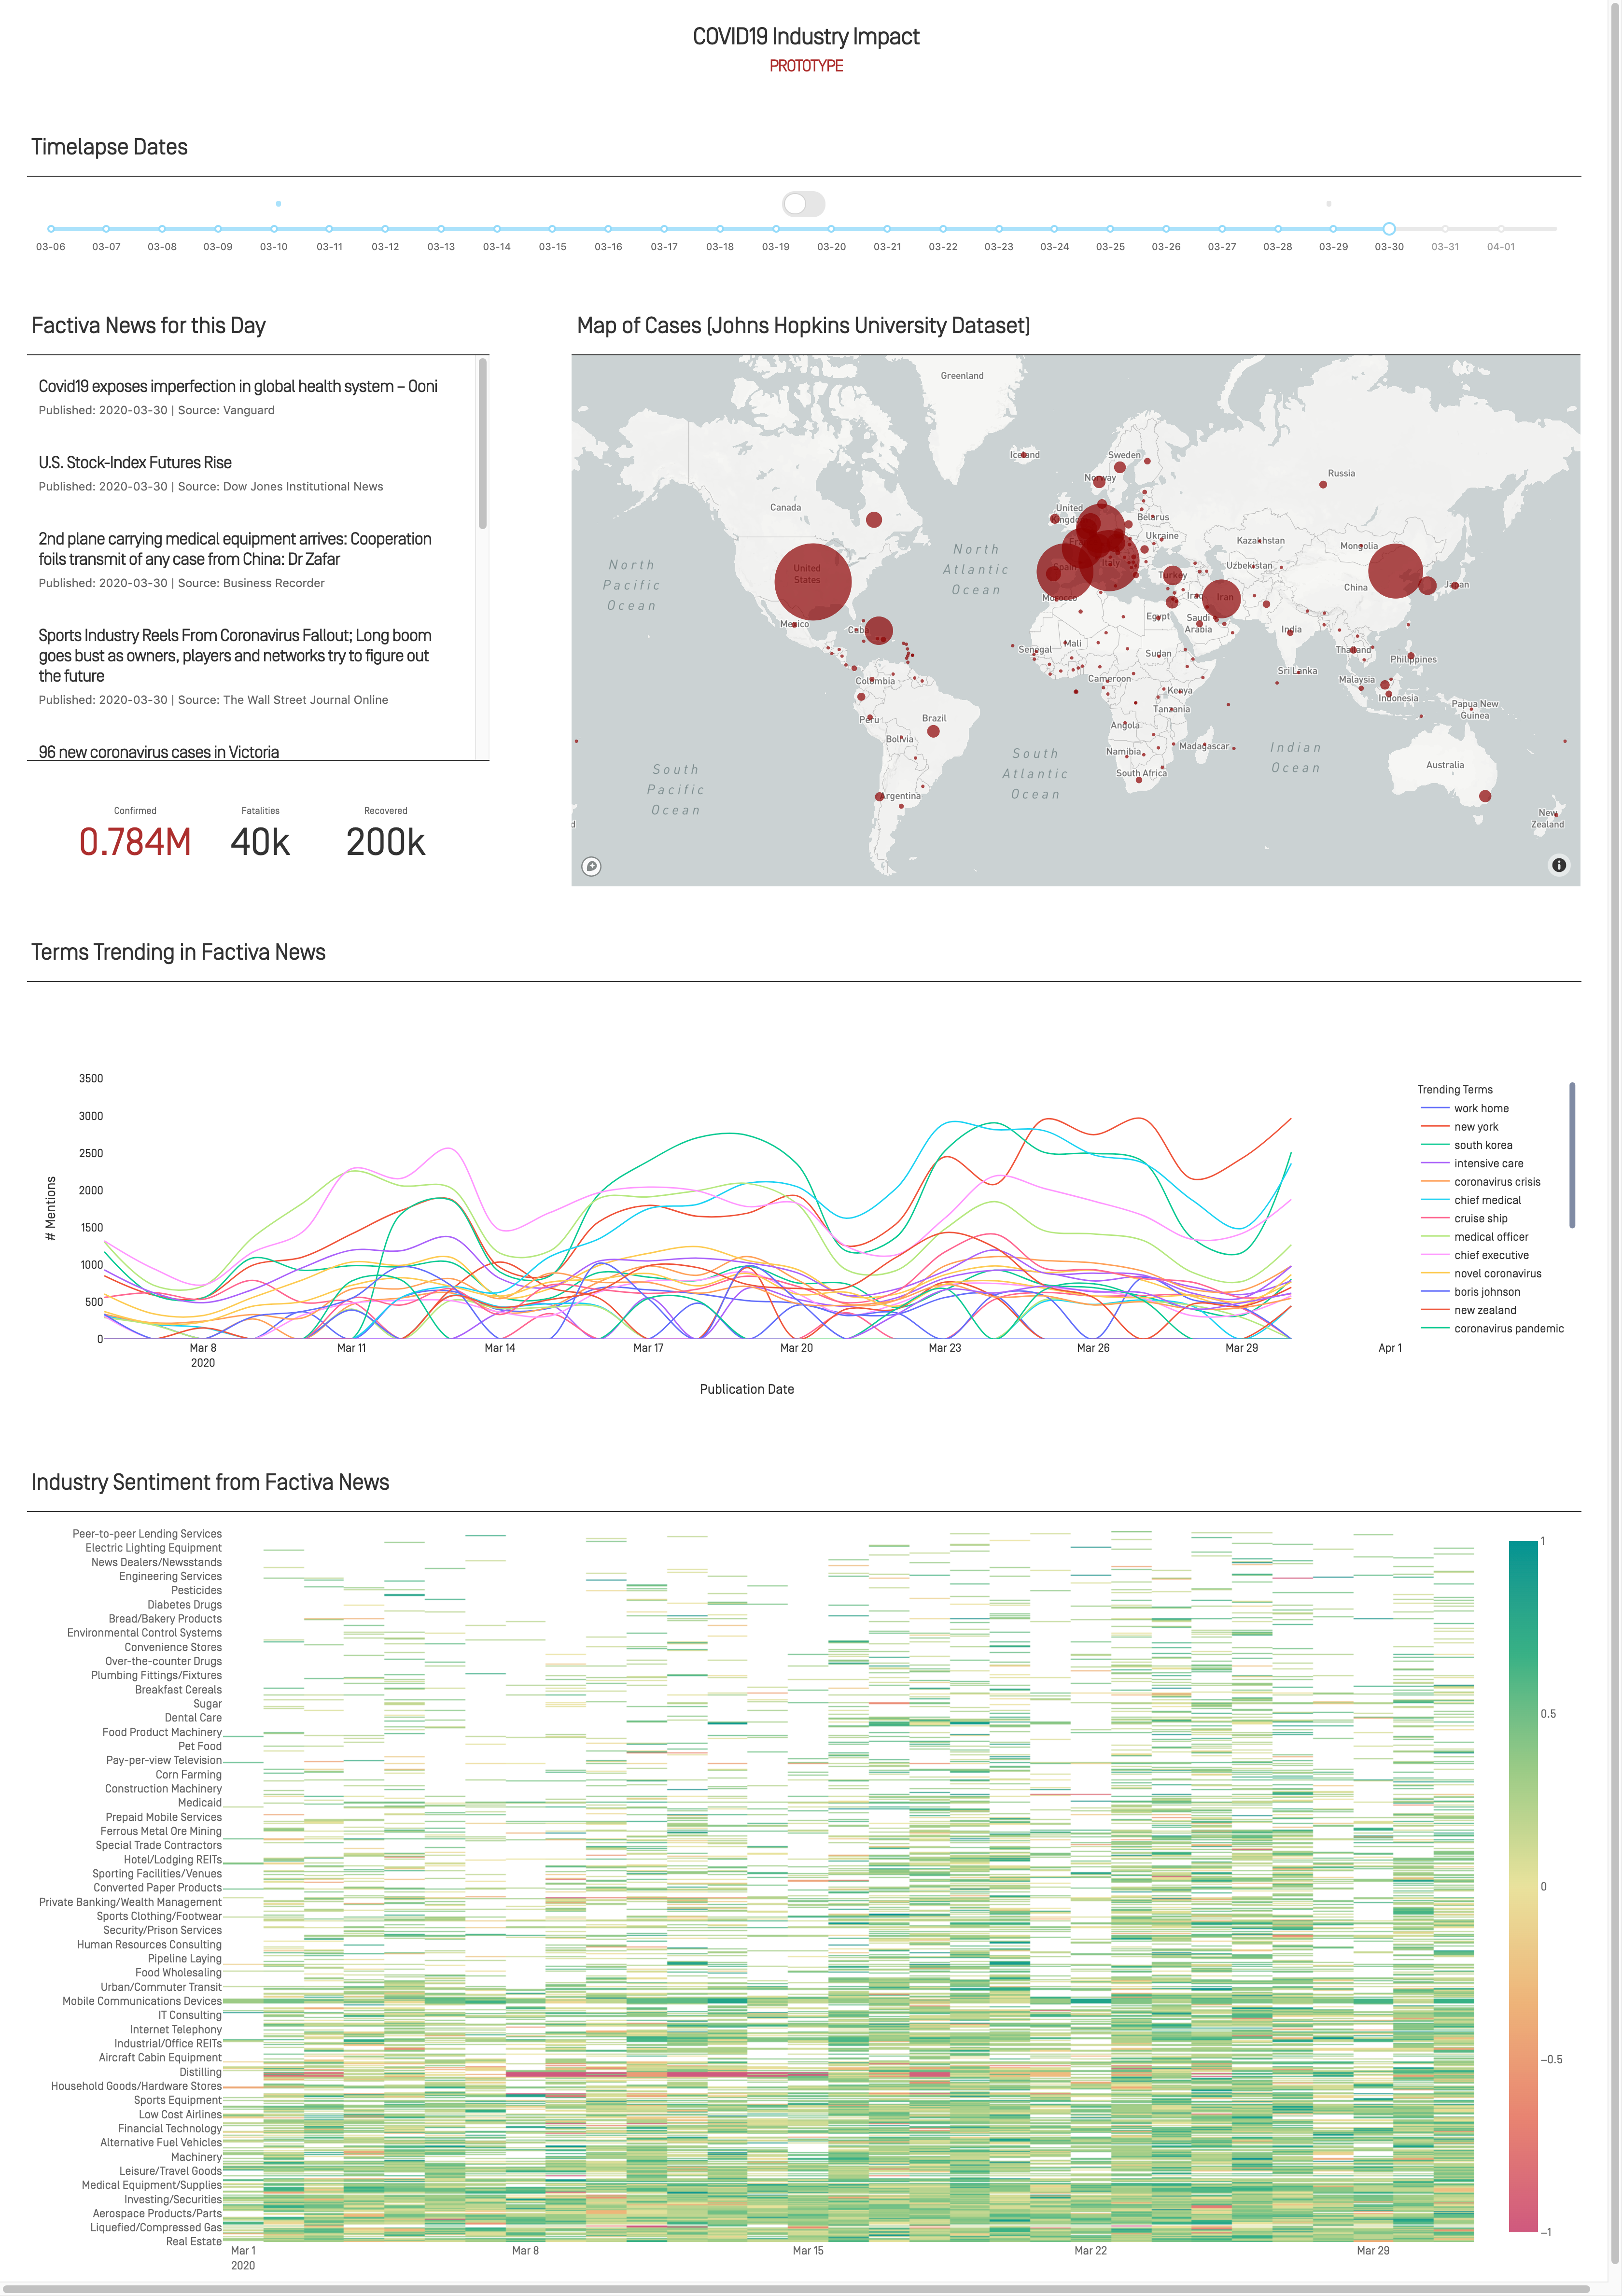 COVID19 Industry Impact
PROTOTYPE
Timelapse Dates
03-06 03-07 03-08 03-09 03-10 03-11 03-12 03-13 03-14 03-15 03-16 03-17 03-18 03-19 03-20 03-21 03-22 03-23 03-24 03-25 03-26 03-27 03-28 03-29 03-30 03-31 04-01
Factiva News for this Day
Covid19 exposes imperfection in global health system – Ooni
Published: 2020-03-30 | Source: Vanguard
U.S. Stock-Index Futures Rise
Published: 2020-03-30 | Source: Dow Jones Institutional News
2nd plane carrying medical equipment arrives: Cooperation
foils transmit of any case from China: Dr Zafar
Published: 2020-03-30 | Source: Business Recorder
Sports Industry Reels From Coronavirus Fallout; Long boom
goes bust as owners, players and networks try to figure out
the future
Published: 2020-03-30 | Source: The Wall Street Journal Online
96 new coronavirus cases in Victoria
Confirmed
0.784M
Fatalities
40k
Recovered
200k
Map of Cases (Johns Hopkins University Dataset)
Greenland
Iceland
Sweden
Norway
Russia
Canada
United
Kingdom
Belarus
Ukraine
Kazakhstan
Mongolia
North
Pacific
Ocean
North
Atlantic
Ocean
United
States
Spain
Italy
Turkey
Uzbekistan
China
Japan
Morocco
Iraq
Iran
Mexico
Cuba
Egypt
Saudi
Arabia
India
Senegal
Mali
Sudan
Thailand
Philippines
Sri Lanka
Colombia
Cameroon
Kenya
Malaysia
Indonesia
Tanzania
Papua New
Guinea
Peru
Brazil
Angola
Bolivia
Namibia
Madagascar
South
Pacific
Ocean
South
Atlantic
Ocean
Indian
Ocean
South Africa
Australia
Argentina
New
Zealand
d
Terms Trending in Factiva News
3500
3000
2500
2000
1500
1000
500
0
# Mentions
Mar 8
2020
Mar 11
Mar 14
Mar 17
Mar 20
Mar 23
Mar 26
Mar 29
Apr 1
Publication Date
Trending Terms
work home
new york
south korea
intensive care
coronavirus crisis
chief medical
cruise ship
medical officer
chief executive
novel coronavirus
boris johnson
new zealand
coronavirus pandemic
Industry Sentiment from Factiva News
Peer-to-peer Lending Services
Electric Lighting Equipment
News Dealers/Newsstands
Engineering Services
Pesticides
Diabetes Drugs
Bread/Bakery Products
Environmental Control Systems
Convenience Stores
Over-the-counter Drugs
Plumbing Fittings/Fixtures
Breakfast Cereals
Sugar
Dental Care
Food Product Machinery
Pet Food
Pay-per-view Television
Corn Farming
Construction Machinery
Medicaid
Prepaid Mobile Services
Ferrous Metal Ore Mining
Special Trade Contractors
Hotel/Lodging REITs
Sporting Facilities/Venues
Converted Paper Products
Private Banking/Wealth Management
Sports Clothing/Footwear
Security/Prison Services
Human Resources Consulting
Pipeline Laying
Food Wholesaling
Urban/Commuter Transit
Mobile Communications Devices
IT Consulting
Internet Telephony
Industrial/Office REITs
Aircraft Cabin Equipment
Distilling
Household Goods/Hardware Stores
Sports Equipment
Low Cost Airlines
Financial Technology
Alternative Fuel Vehicles
Machinery
Leisure/Travel Goods
Medical Equipment/Supplies
Investing/Securities
Aerospace Products/Parts
Liquefied/Compressed Gas
Real Estate
Mar 1
2020
Mar 8
Mar 15
Mar 22
Mar 29
1
0.5
0
−0.5
−1